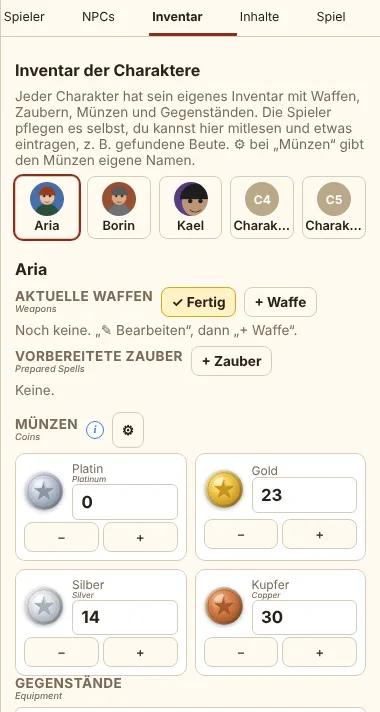 Spieler NPCs Inventar Inhalte Spiel
Inventar der Charaktere
Jeder Charakter hat sein eigenes Inventar mit Waffen,
Zaubern, Münzen und Gegenständen. Die Spieler
pflegen es selbst, du kannst hier mitlesen und etwas
eintragen, z. B. gefundene Beute. ⚙ bei „Münzen“ gibt
den Münzen eigene Namen.
C4 C5
Aria Borin Kael Charak... Charak...
Aria
AKTUELLE WAFFEN ✓ Fertig + Waffe
Weapons
Noch keine. „✎ Bearbeiten“, dann „+ Waffe“.
VORBEREITETE ZAUBER + Zauber
Prepared Spells
Keine.
MÜNZEN i ⚙
Coins
Platin Gold
Platinum
0 23
− + − +
Silber Kupfer
Silver Copper
14 30
− + − +
GEGENSTÄNDE
Equipment